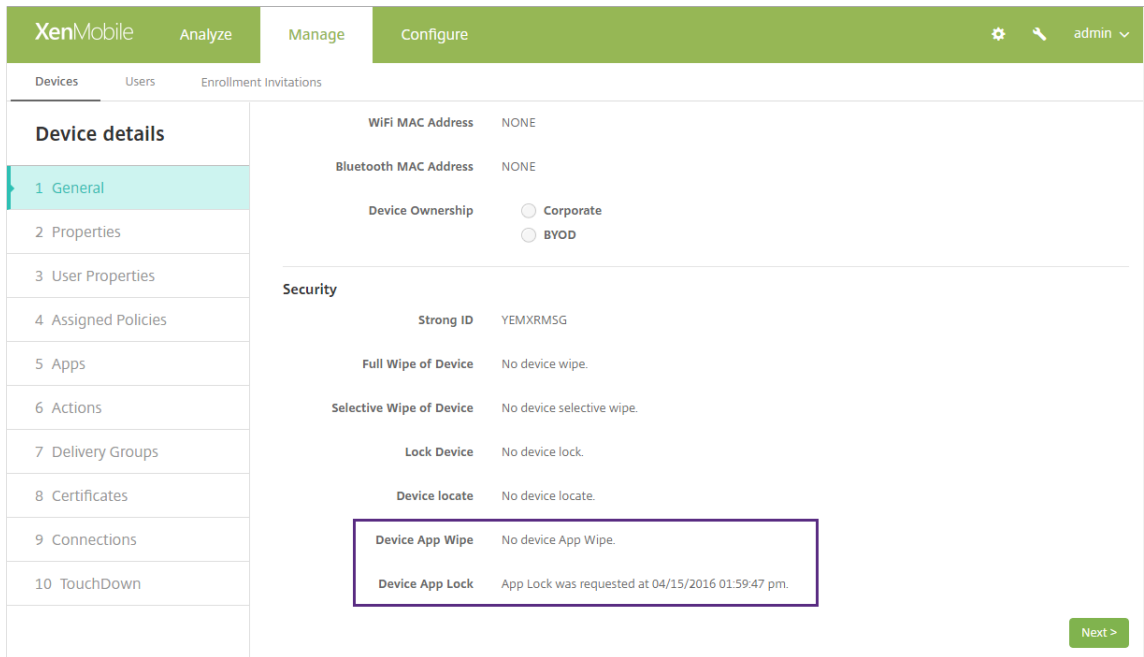 XenMobile Analyze Manage Configure admin
Devices Users Enrollment Invitations
Device details
1 General
2 Properties
3 User Properties
4 Assigned Policies
5 Apps
6 Actions
7 Delivery Groups
8 Certificates
9 Connections
10 TouchDown
WiFi MAC Address NONE
Bluetooth MAC Address NONE
Device Ownership Corporate
BYOD
Security
Strong ID YEMXRMSG
Full Wipe of Device No device wipe.
Selective Wipe of Device No device selective wipe.
Lock Device No device lock.
Device locate No device locate.
Device App Wipe No device App Wipe.
Device App Lock App Lock was requested at 04/15/2016 01:59:47 pm.
Next >